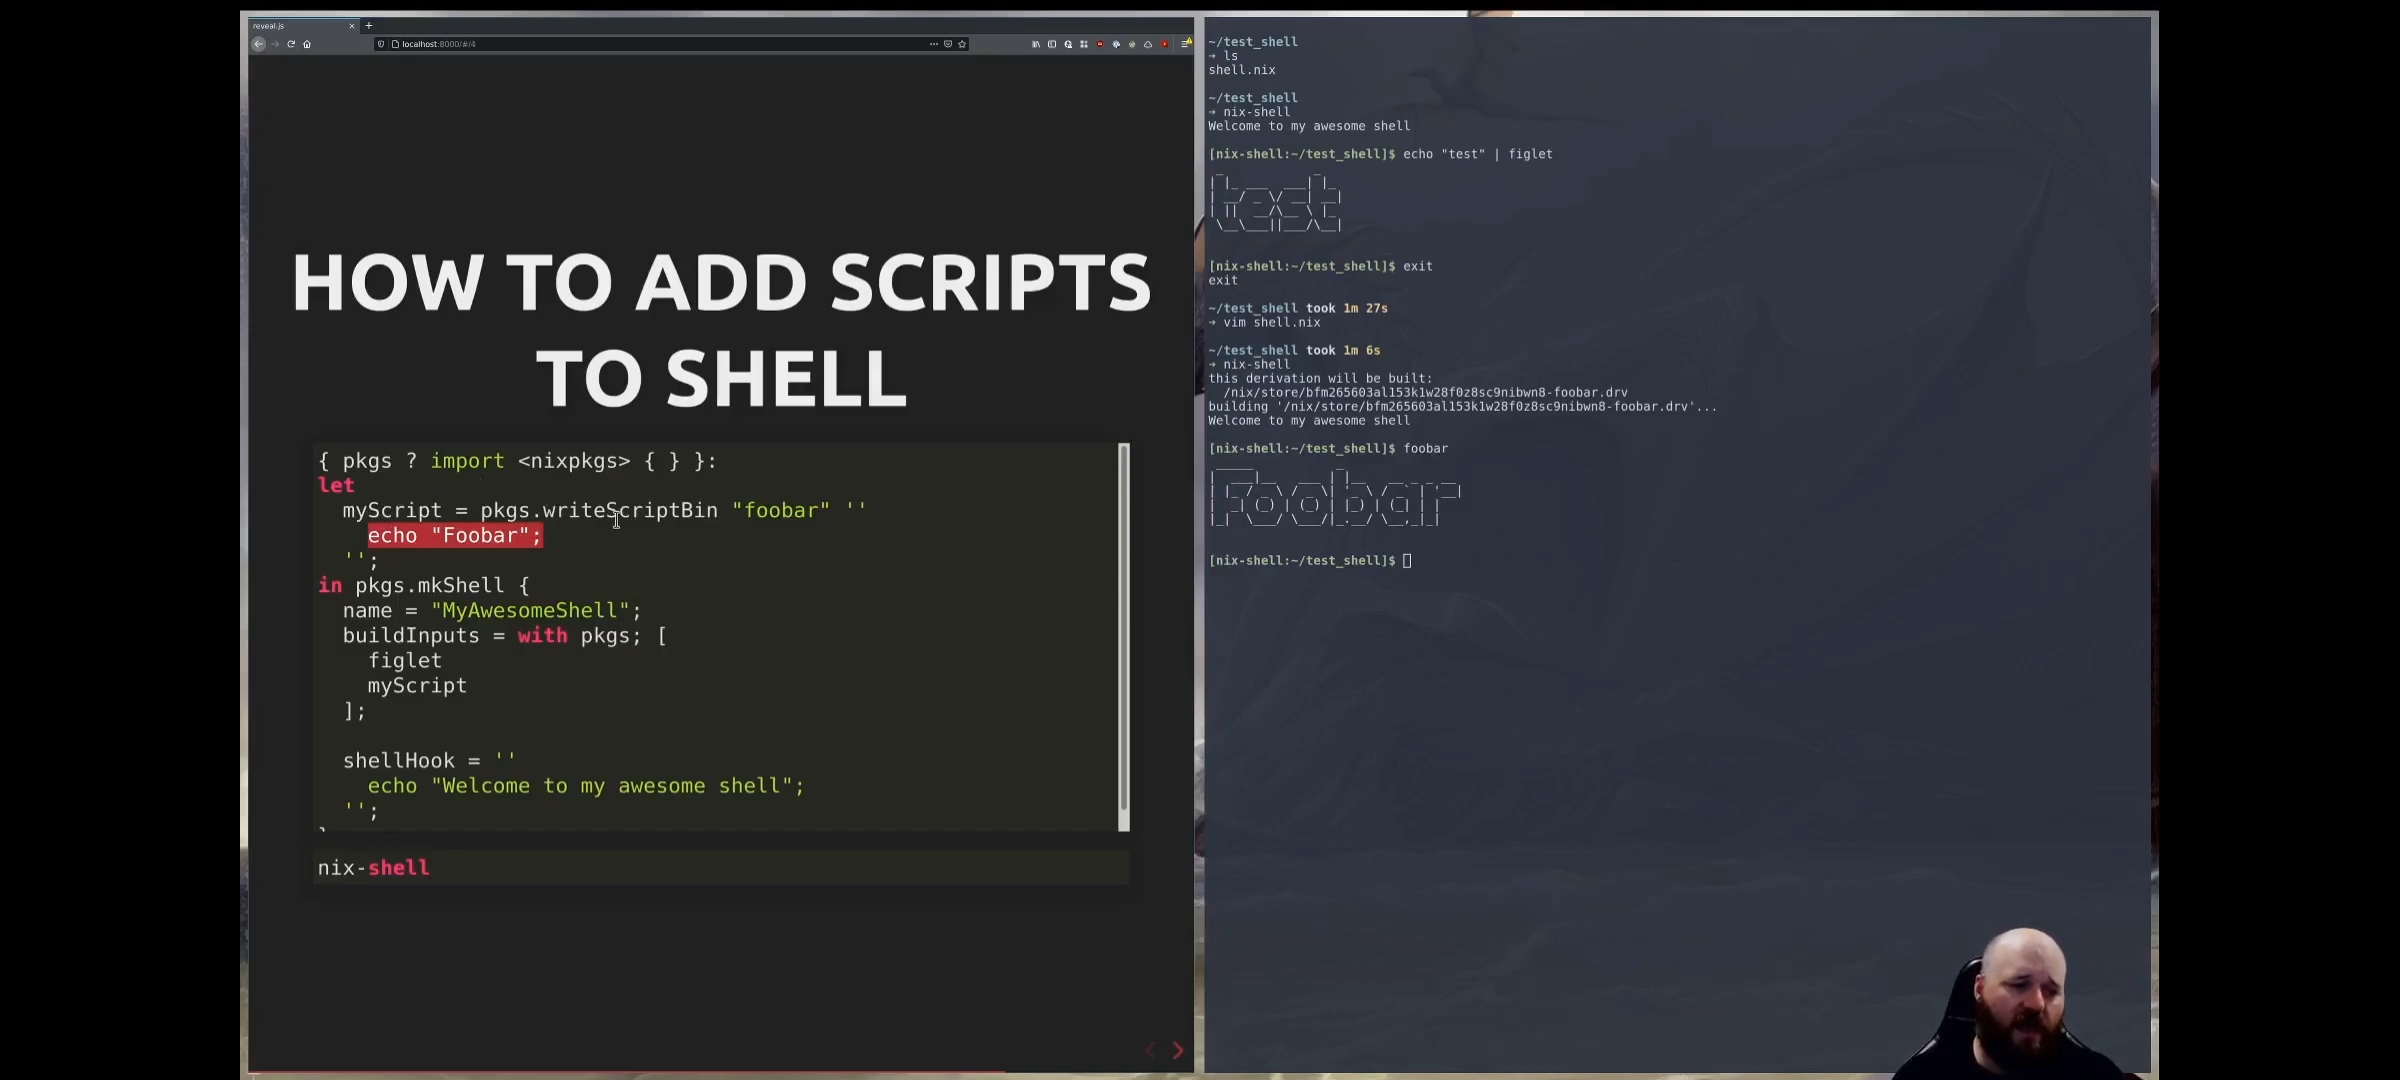 reveal.js
localhost:8000/#/4
HOW TO ADD SCRIPTS
TO SHELL
{ pkgs ? import <nixpkgs> { } }:
let
  myScript = pkgs.writeScriptBin "foobar" ''
    echo "Foobar";
  '';
in pkgs.mkShell {
  name = "MyAwesomeShell";
  buildInputs = with pkgs; [
    figlet
    myScript
  ];
  shellHook = ''
    echo "Welcome to my awesome shell";
  '';
nix-shell
~/test_shell
→ ls
shell.nix
~/test_shell
→ nix-shell
Welcome to my awesome shell
[nix-shell:~/test_shell]$ echo "test" | figlet
test
[nix-shell:~/test_shell]$ exit
exit
~/test_shell took 1m 27s
→ vim shell.nix
~/test_shell took 1m 6s
→ nix-shell
this derivation will be built:
  /nix/store/bfm265603al153k1w28f0z8sc9nibwn8-foobar.drv
building '/nix/store/bfm265603al153k1w28f0z8sc9nibwn8-foobar.drv'...
Welcome to my awesome shell
[nix-shell:~/test_shell]$ foobar
Foobar
[nix-shell:~/test_shell]$